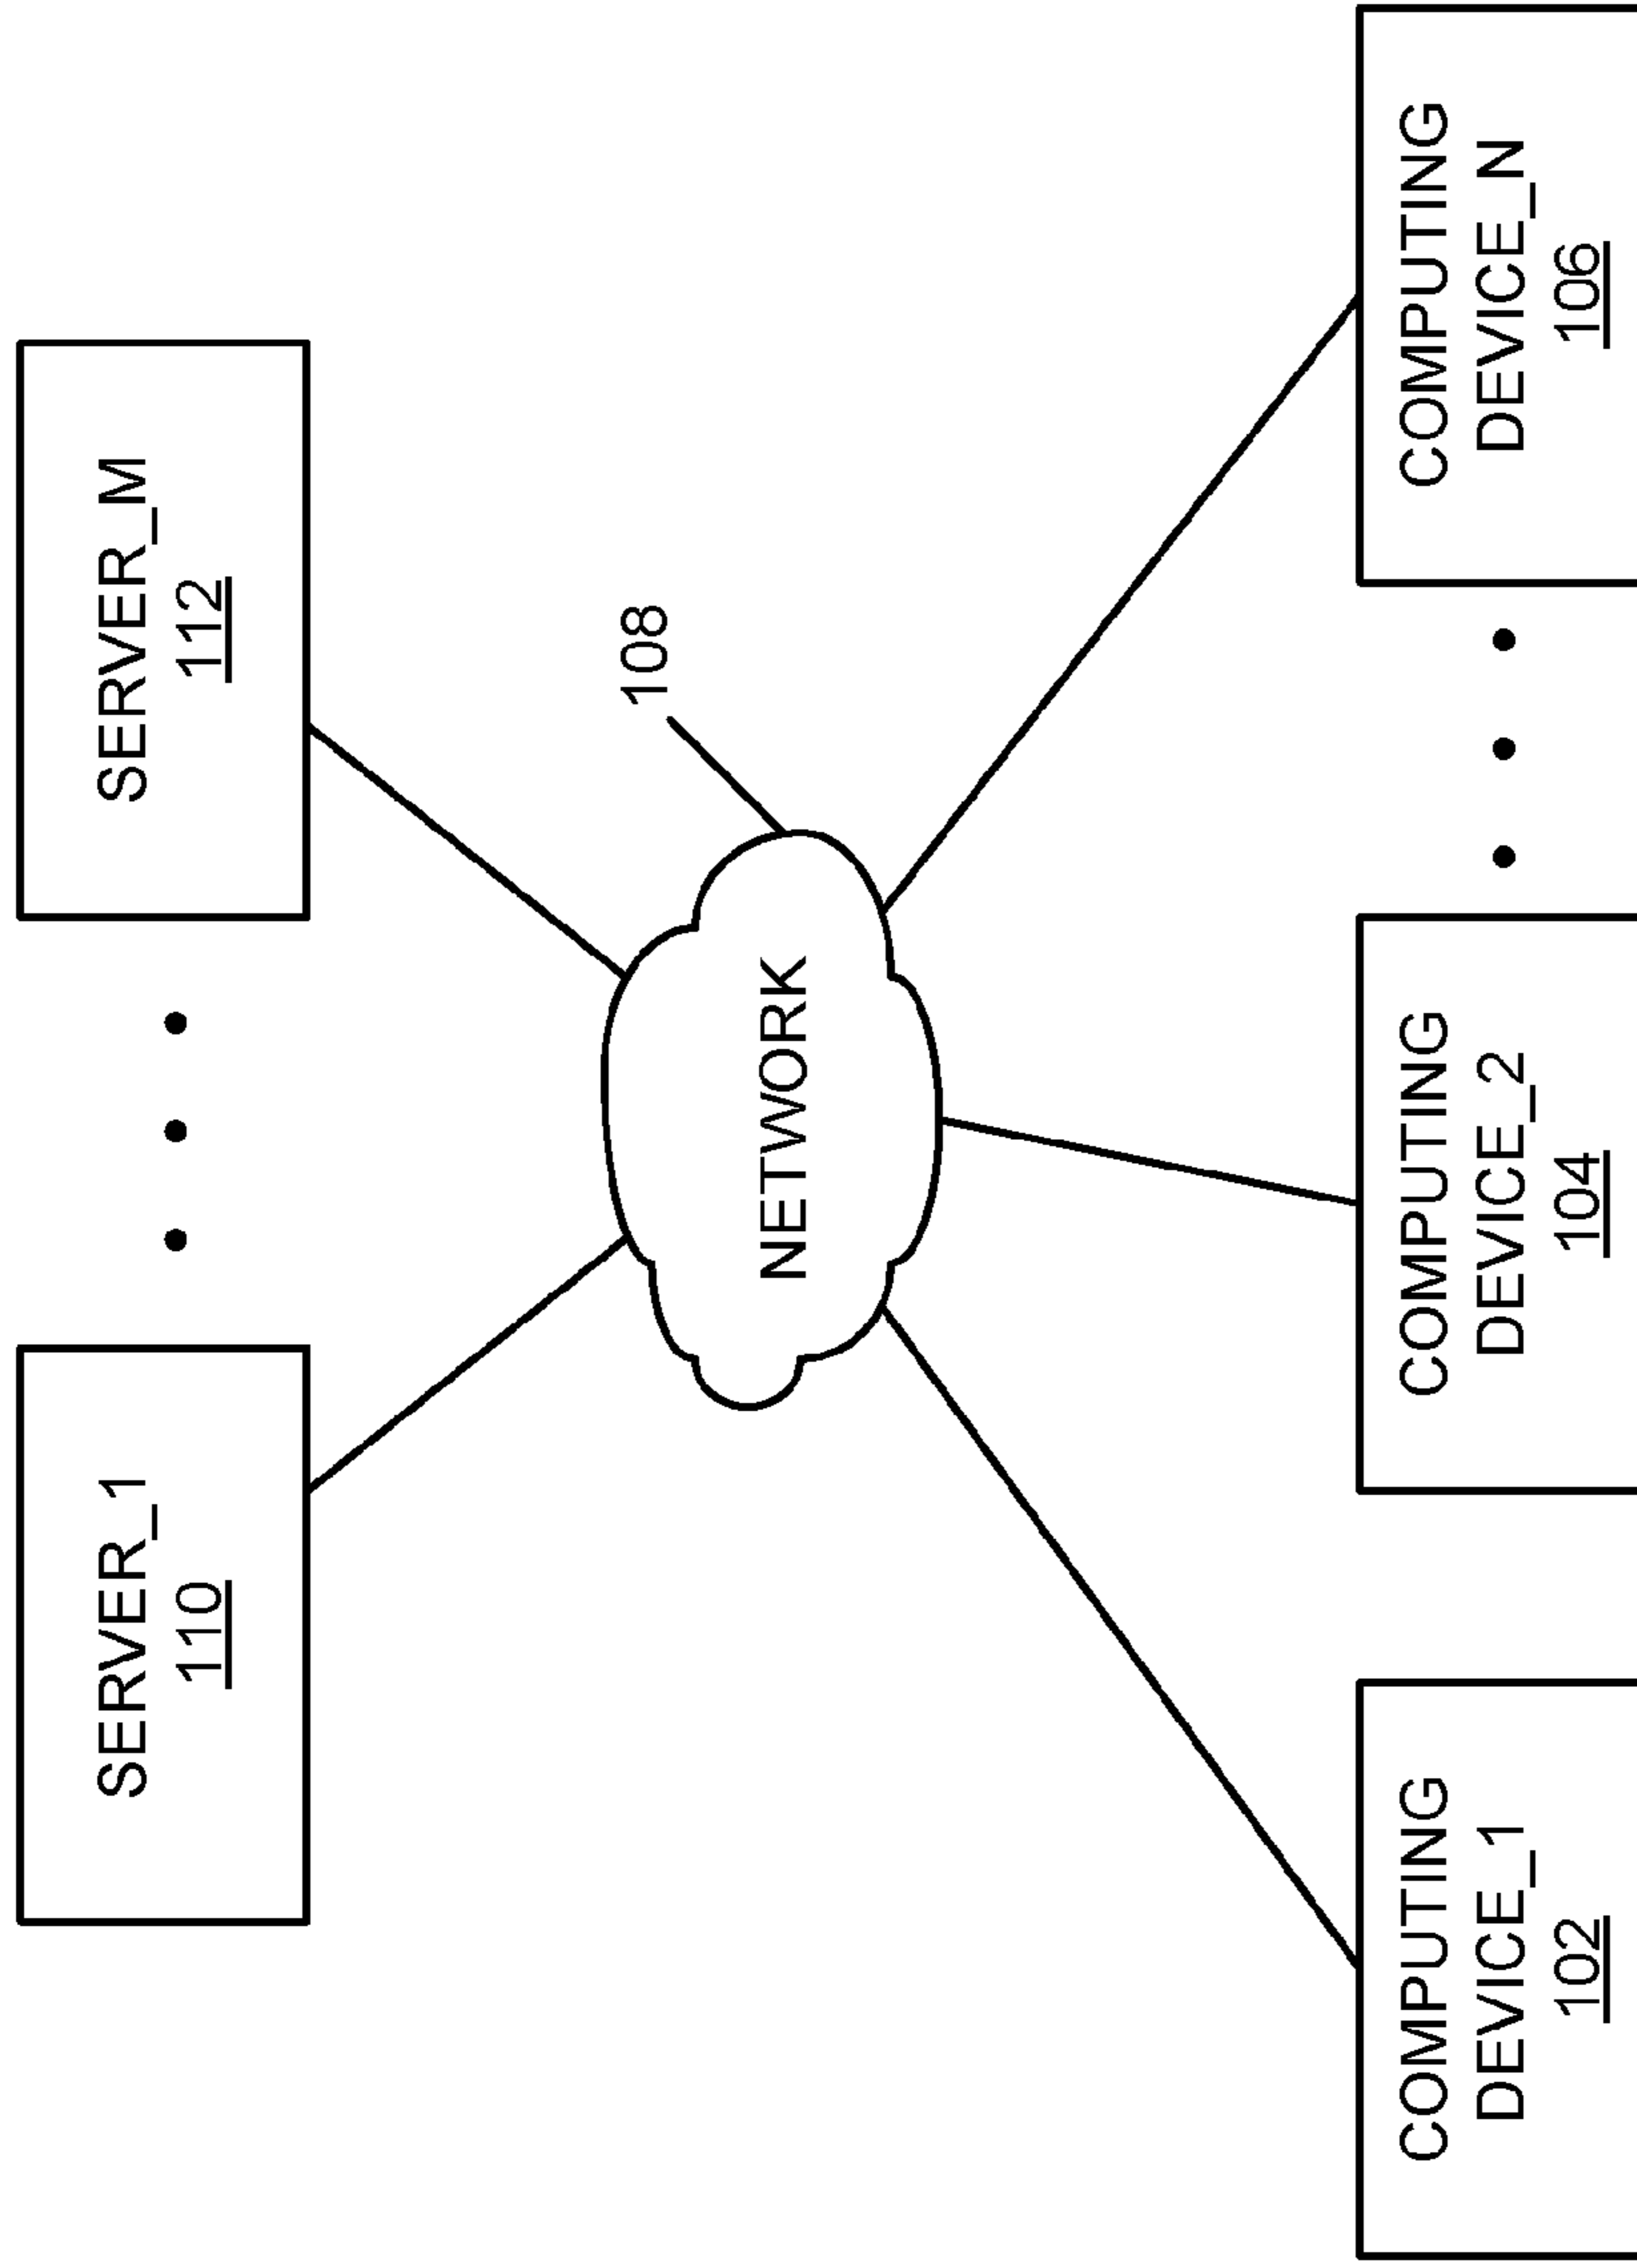 SERVER_1
110
SERVER_M
112
108
NETWORK
COMPUTING
DEVICE_1
102
COMPUTING
DEVICE_2
104
COMPUTING
DEVICE_N
106